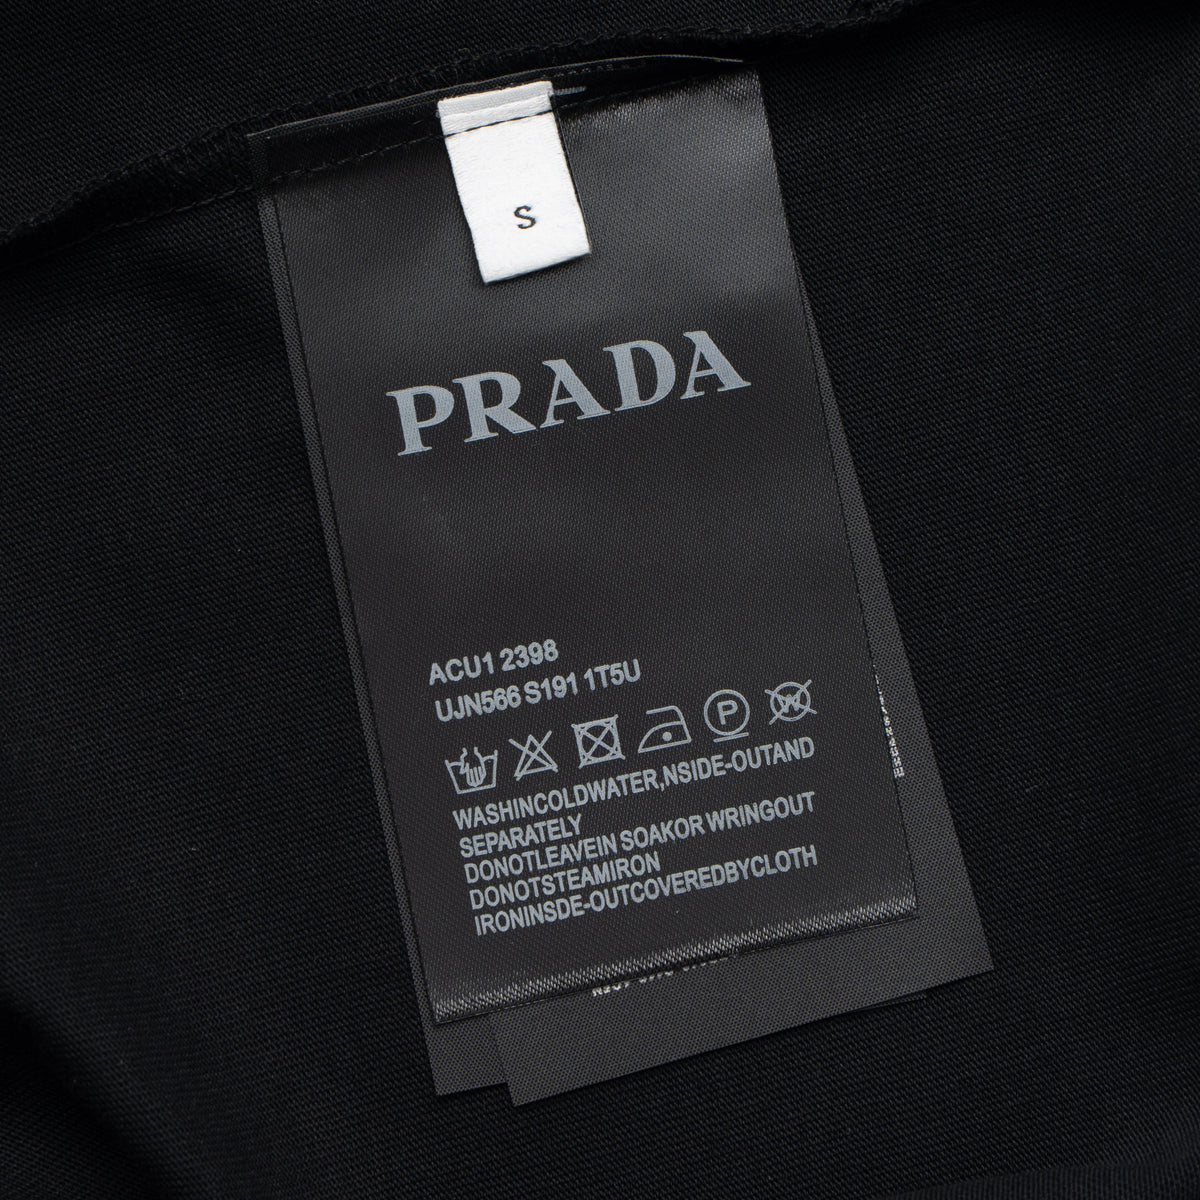 S
PRADA
ACU1 2398
UJN566 S191 1T5U
P W
WASHINCOLDWATER,NSIDE-OUTAND
SEPARATELY
DONOTLEAVEIN SOAKOR WRINGOUT
DONOTSTEAMIRON
IRONINSDE-OUTCOVEREDBYCLOTH